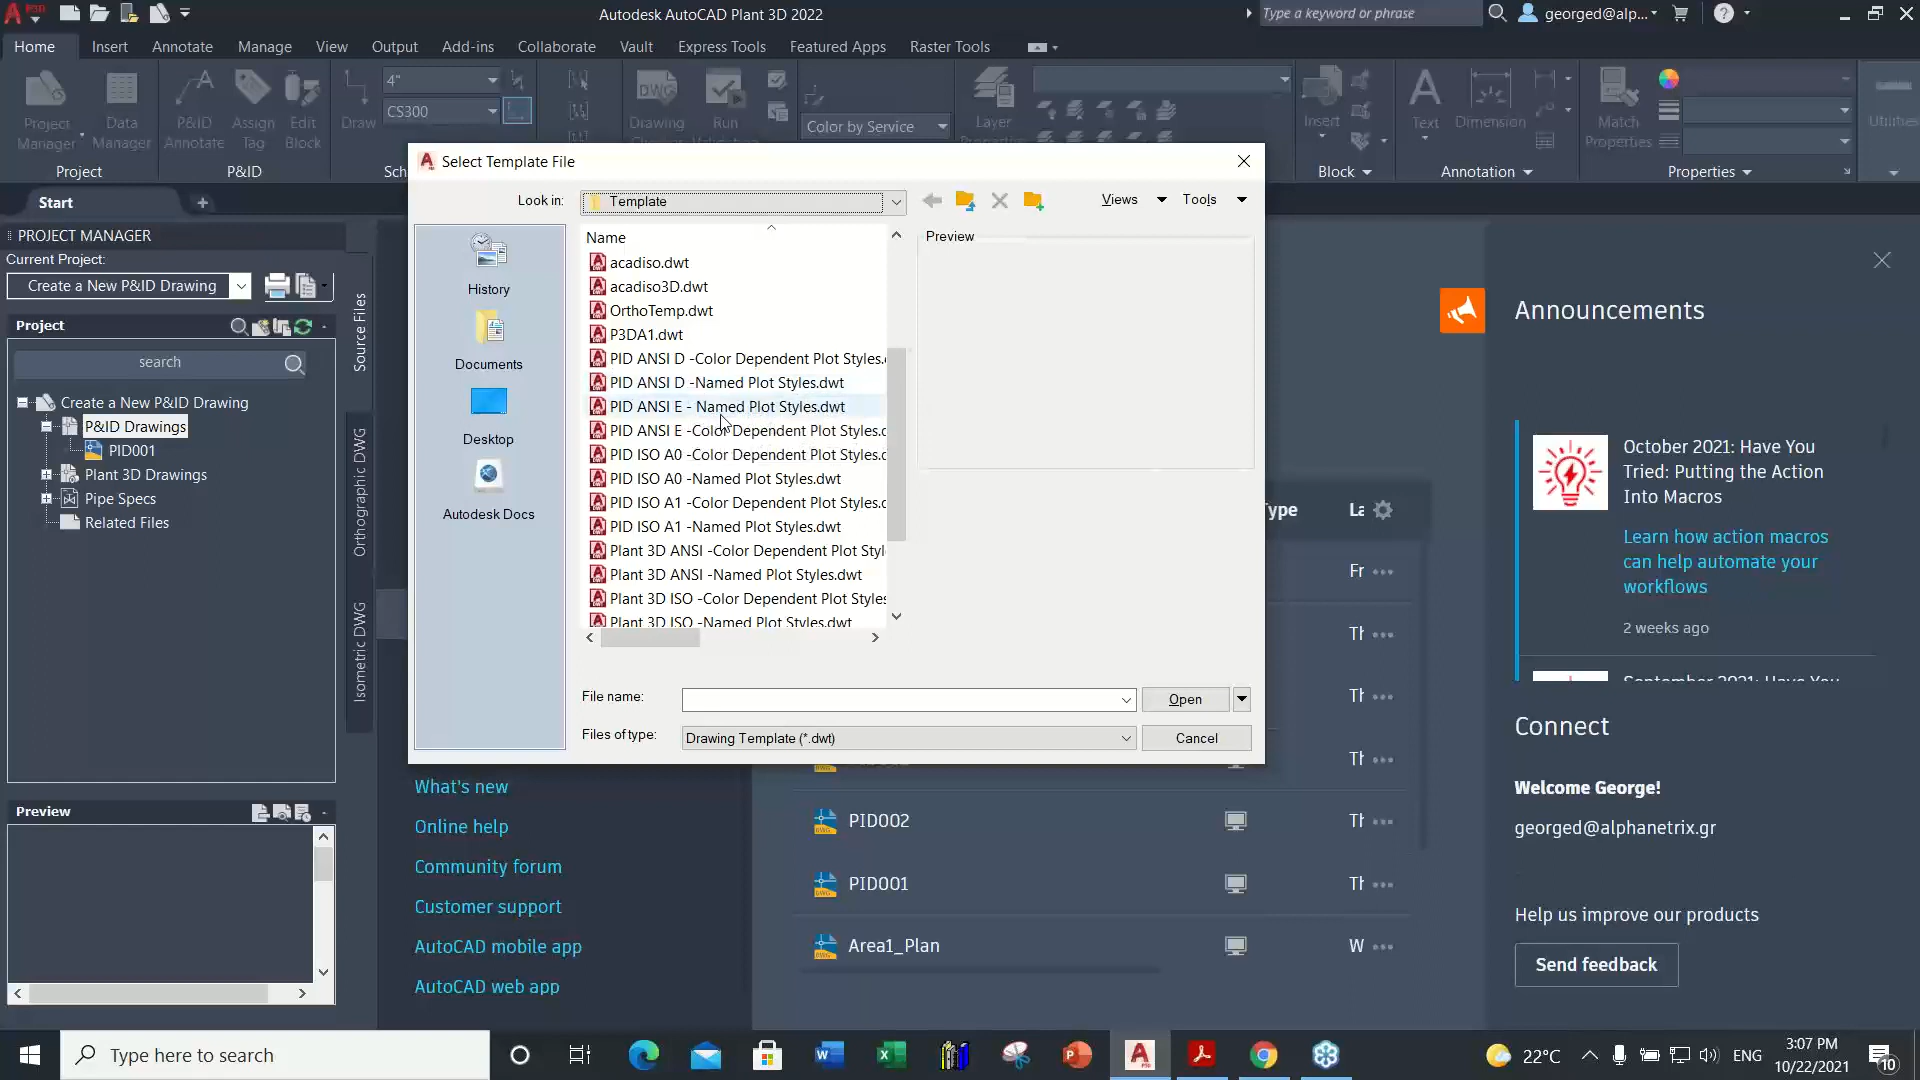 Autodesk AutoCAD Plant 3D 2022
Type a keyword or phrase
georged@alp...
Home Insert Annotate Manage View Output Add-ins Collaborate Vault Express Tools Featured Apps Raster Tools
Project Manager
Data Manager
P&ID Annotate
Assign Tag
Edit Block
Draw
4"
CS300
Drawing
Run
Color by Service
Layer
Insert
Text
Dimension
Match Properties
Utilities
Project
P&ID
Block
Annotation
Properties
Start
PROJECT MANAGER
Current Project:
Create a New P&ID Drawing
Project
search
Create a New P&ID Drawing
P&ID Drawings
PID001
Plant 3D Drawings
Pipe Specs
Related Files
Source Files
Orthographic DWG
Isometric DWG
Preview
Select Template File
Look in:
Template
Views
Tools
History
Documents
Desktop
Autodesk Docs
Name
acadiso.dwt
acadiso3D.dwt
OrthoTemp.dwt
P3DA1.dwt
PID ANSI D -Color Dependent Plot Styles.
PID ANSI D -Named Plot Styles.dwt
PID ANSI E - Named Plot Styles.dwt
PID ANSI E -Color Dependent Plot Styles.
PID ISO A0 -Color Dependent Plot Styles.
PID ISO A0 -Named Plot Styles.dwt
PID ISO A1 -Color Dependent Plot Styles.
PID ISO A1 -Named Plot Styles.dwt
Plant 3D ANSI -Color Dependent Plot Styl
Plant 3D ANSI -Named Plot Styles.dwt
Plant 3D ISO -Color Dependent Plot Styles
Plant 3D ISO -Named Plot Styles.dwt
Preview
File name:
Open
Files of type:
Drawing Template (*.dwt)
Cancel
What's new
Online help
Community forum
Customer support
AutoCAD mobile app
AutoCAD web app
PID002
PID001
Area1_Plan
Announcements
October 2021: Have You
Tried: Putting the Action
Into Macros
Learn how action macros
can help automate your
workflows
2 weeks ago
Connect
Welcome George!
georged@alphanetrix.gr
Help us improve our products
Send feedback
Type here to search
22°C
ENG
3:07 PM
10/22/2021
10